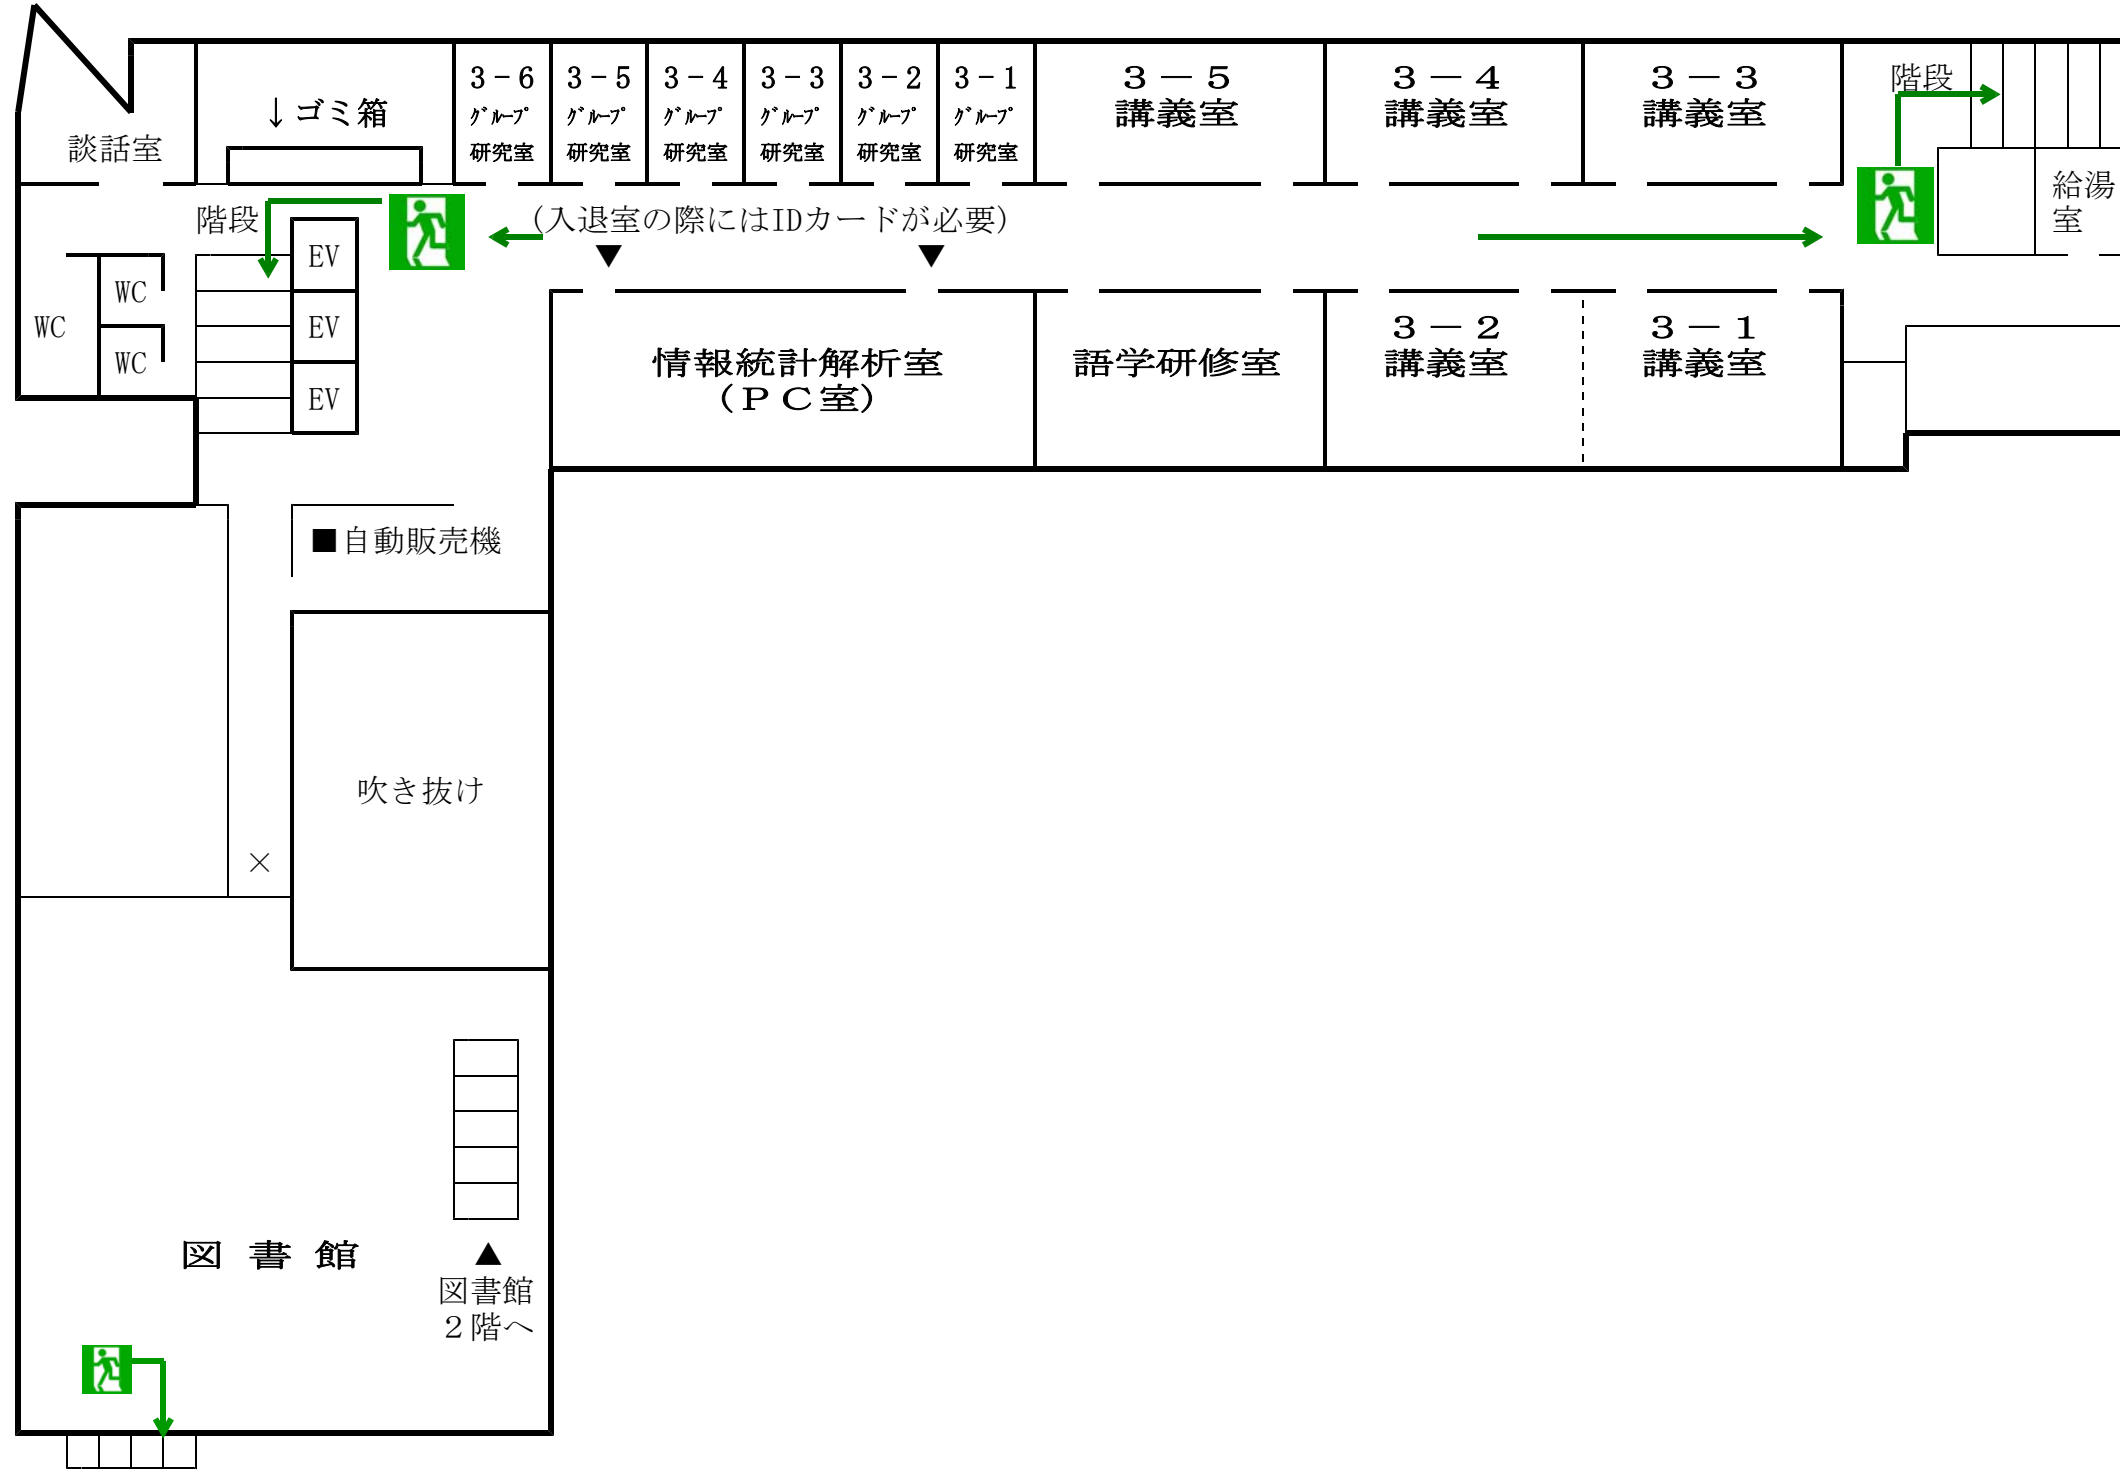 ３－６
ｸﾞﾙｰﾌﾟ
研究室
３－５
ｸﾞﾙｰﾌﾟ
研究室
３－４
ｸﾞﾙｰﾌﾟ
研究室
３－３
ｸﾞﾙｰﾌﾟ
研究室
３－２
ｸﾞﾙｰﾌﾟ
研究室
３－１
ｸﾞﾙｰﾌﾟ
研究室
３－５
講義室
３－４
講義室
３－３
講義室
階段
↓ゴミ箱
談話室
給湯
室
階段
（入退室の際にはIDカードが必要）
▼ ▼
EV
EV
EV
WC
WC
WC
情報統計解析室
（ＰＣ室）
語学研修室
３－２
講義室
３－１
講義室
■自動販売機
吹き抜け
×
図書館
▲
図書館
２階へ